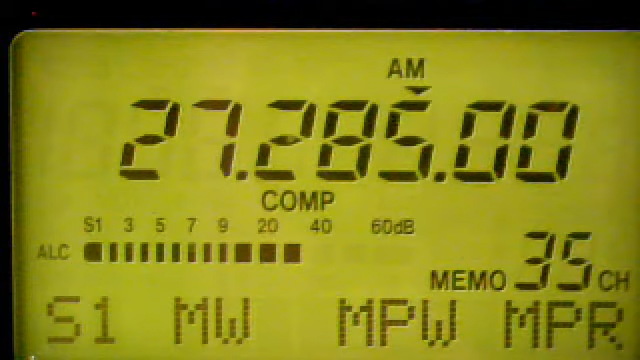 AM
27.285.00
COMP
S1 3 5 7 9 20 40 60dB
ALC
MEMO 35 CH
S1 MW MPW MPR